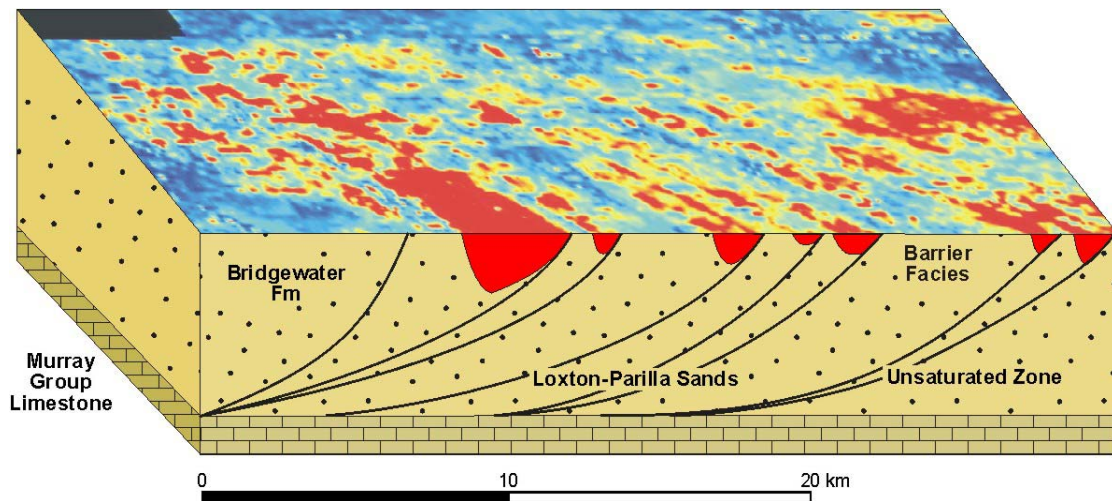 Bridgewater
Fm
Barrier
Facies
Murray
Group
Limestone
Loxton-Parilla Sands
Unsaturated Zone
0
10
20 km